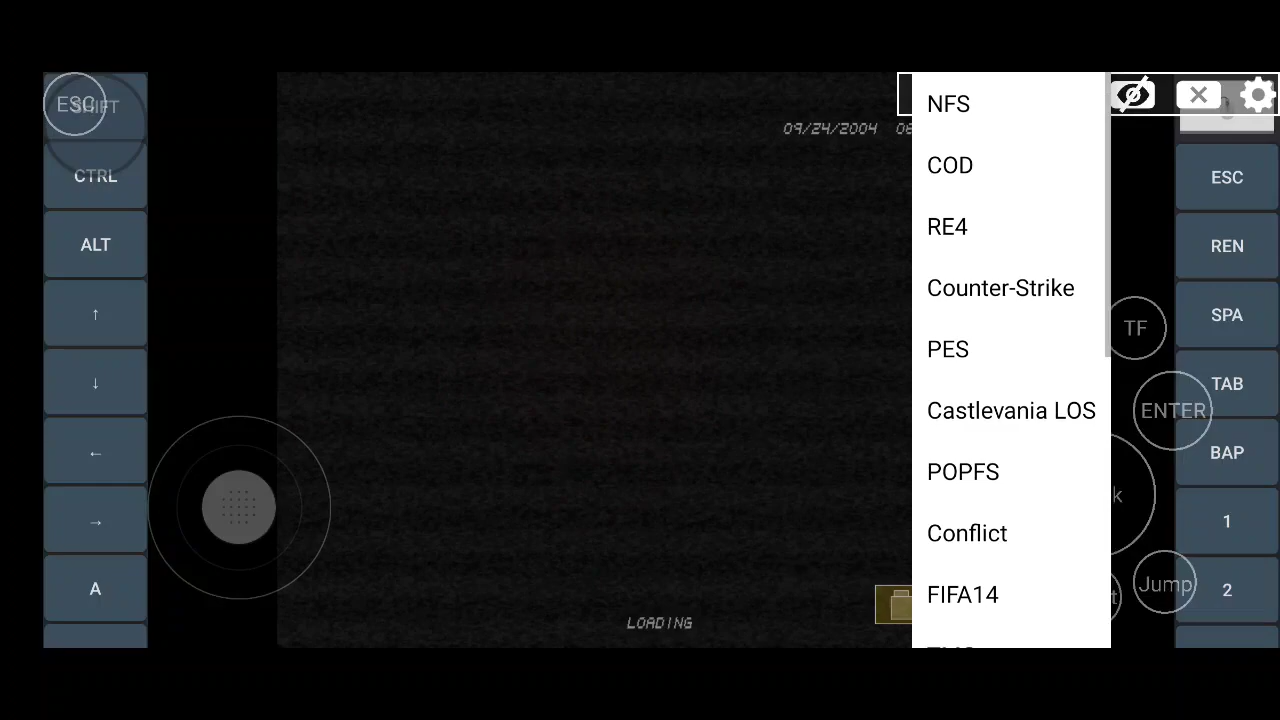 ESC
SHIFT
CTRL
ALT
↑
↓
←
→
A
09/24/2004
LOADING
NFS
COD
RE4
Counter-Strike
PES
Castlevania LOS
POPFS
Conflict
FIFA14
TF
ENTER
Jump
ESC
REN
SPA
TAB
BAP
1
2